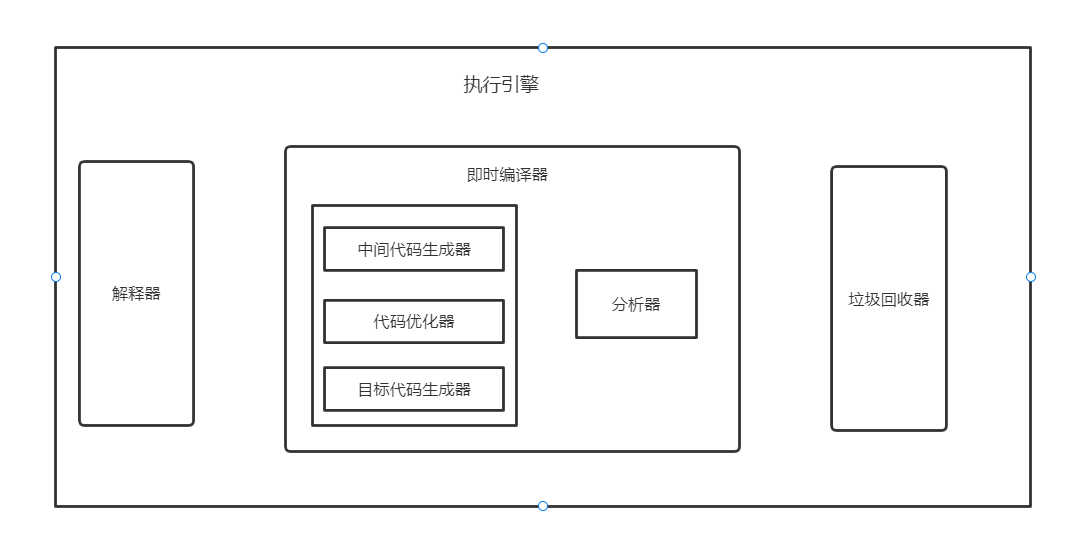 执行引擎
解释器
即时编译器
中间代码生成器
代码优化器
目标代码生成器
分析器
垃圾回收器